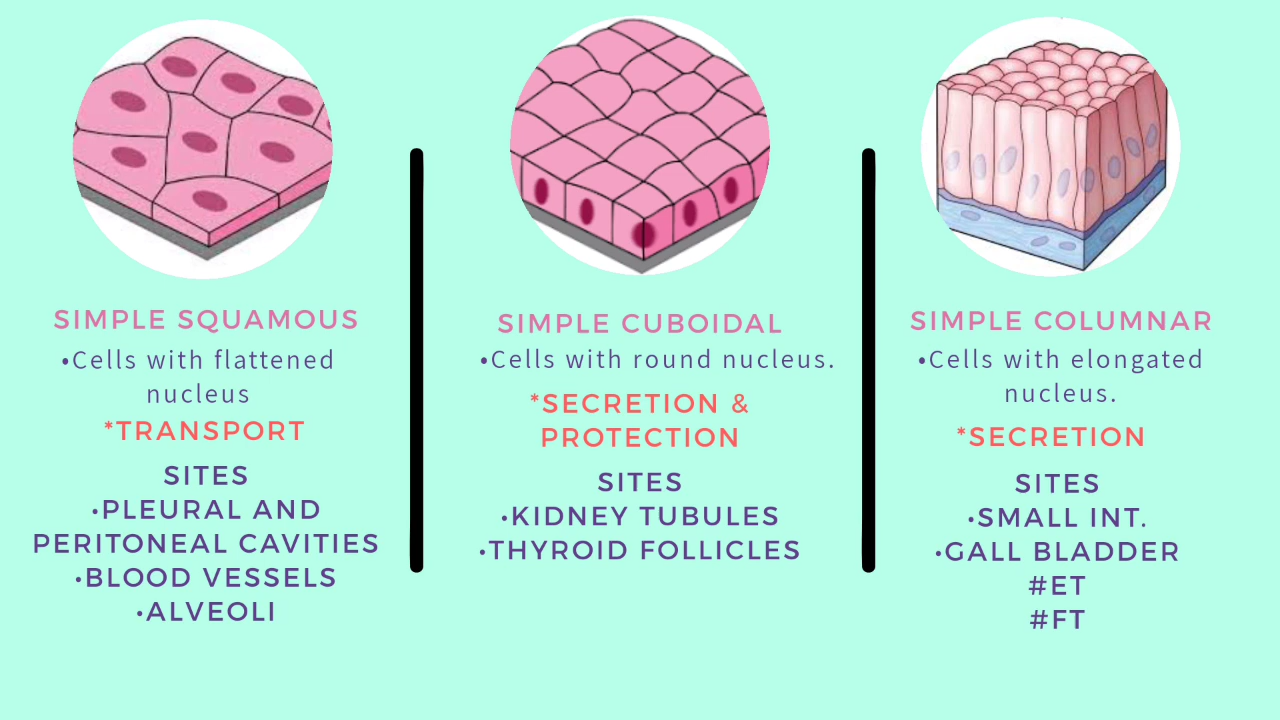 SIMPLE SQUAMOUS
•Cells with flattened
nucleus
*TRANSPORT
SITES
•PLEURAL AND
PERITONEAL CAVITIES
•BLOOD VESSELS
•ALVEOLI
SIMPLE CUBOIDAL
•Cells with round nucleus.
*SECRETION &
PROTECTION
SITES
•KIDNEY TUBULES
•THYROID FOLLICLES
SIMPLE COLUMNAR
•Cells with elongated
nucleus.
*SECRETION
SITES
•SMALL INT.
•GALL BLADDER
#ET
#FT